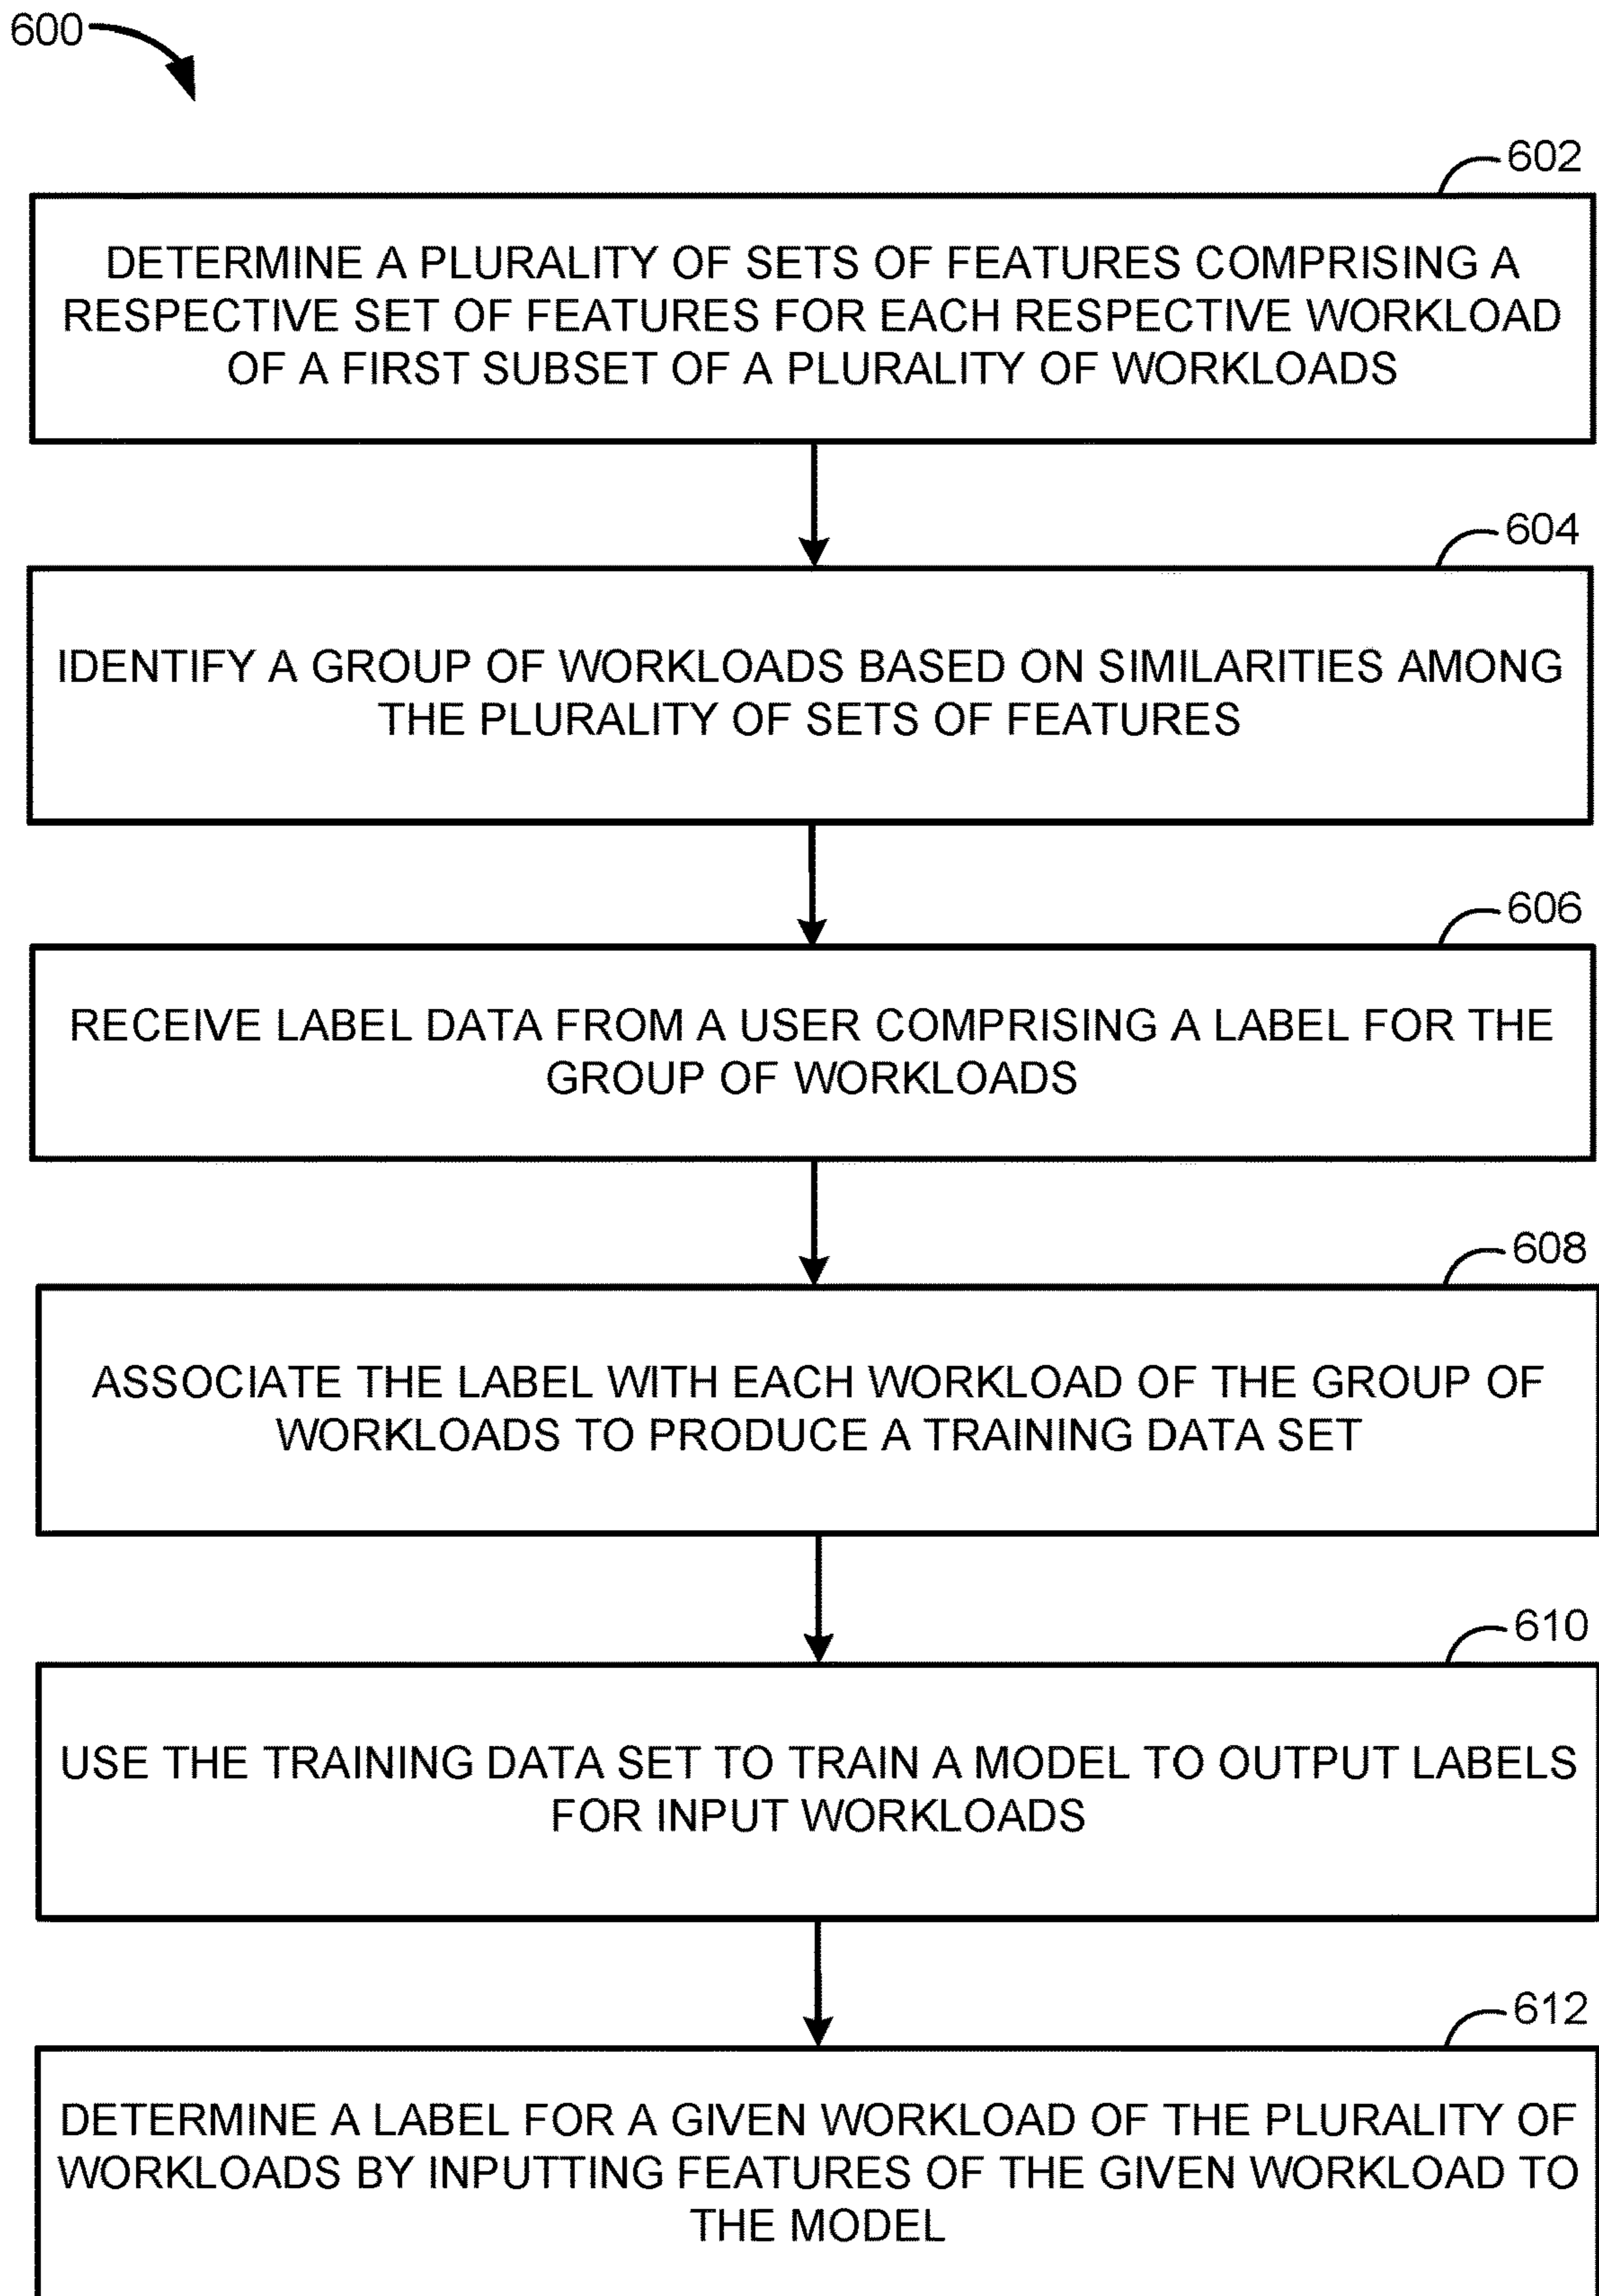 600
602
DETERMINE A PLURALITY OF SETS OF FEATURES COMPRISING A
RESPECTIVE SET OF FEATURES FOR EACH RESPECTIVE WORKLOAD
OF A FIRST SUBSET OF A PLURALITY OF WORKLOADS
604
IDENTIFY A GROUP OF WORKLOADS BASED ON SIMILARITIES AMONG
THE PLURALITY OF SETS OF FEATURES
606
RECEIVE LABEL DATA FROM A USER COMPRISING A LABEL FOR THE
GROUP OF WORKLOADS
608
ASSOCIATE THE LABEL WITH EACH WORKLOAD OF THE GROUP OF
WORKLOADS TO PRODUCE A TRAINING DATA SET
610
USE THE TRAINING DATA SET TO TRAIN A MODEL TO OUTPUT LABELS
FOR INPUT WORKLOADS
612
DETERMINE A LABEL FOR A GIVEN WORKLOAD OF THE PLURALITY OF
WORKLOADS BY INPUTTING FEATURES OF THE GIVEN WORKLOAD TO
THE MODEL